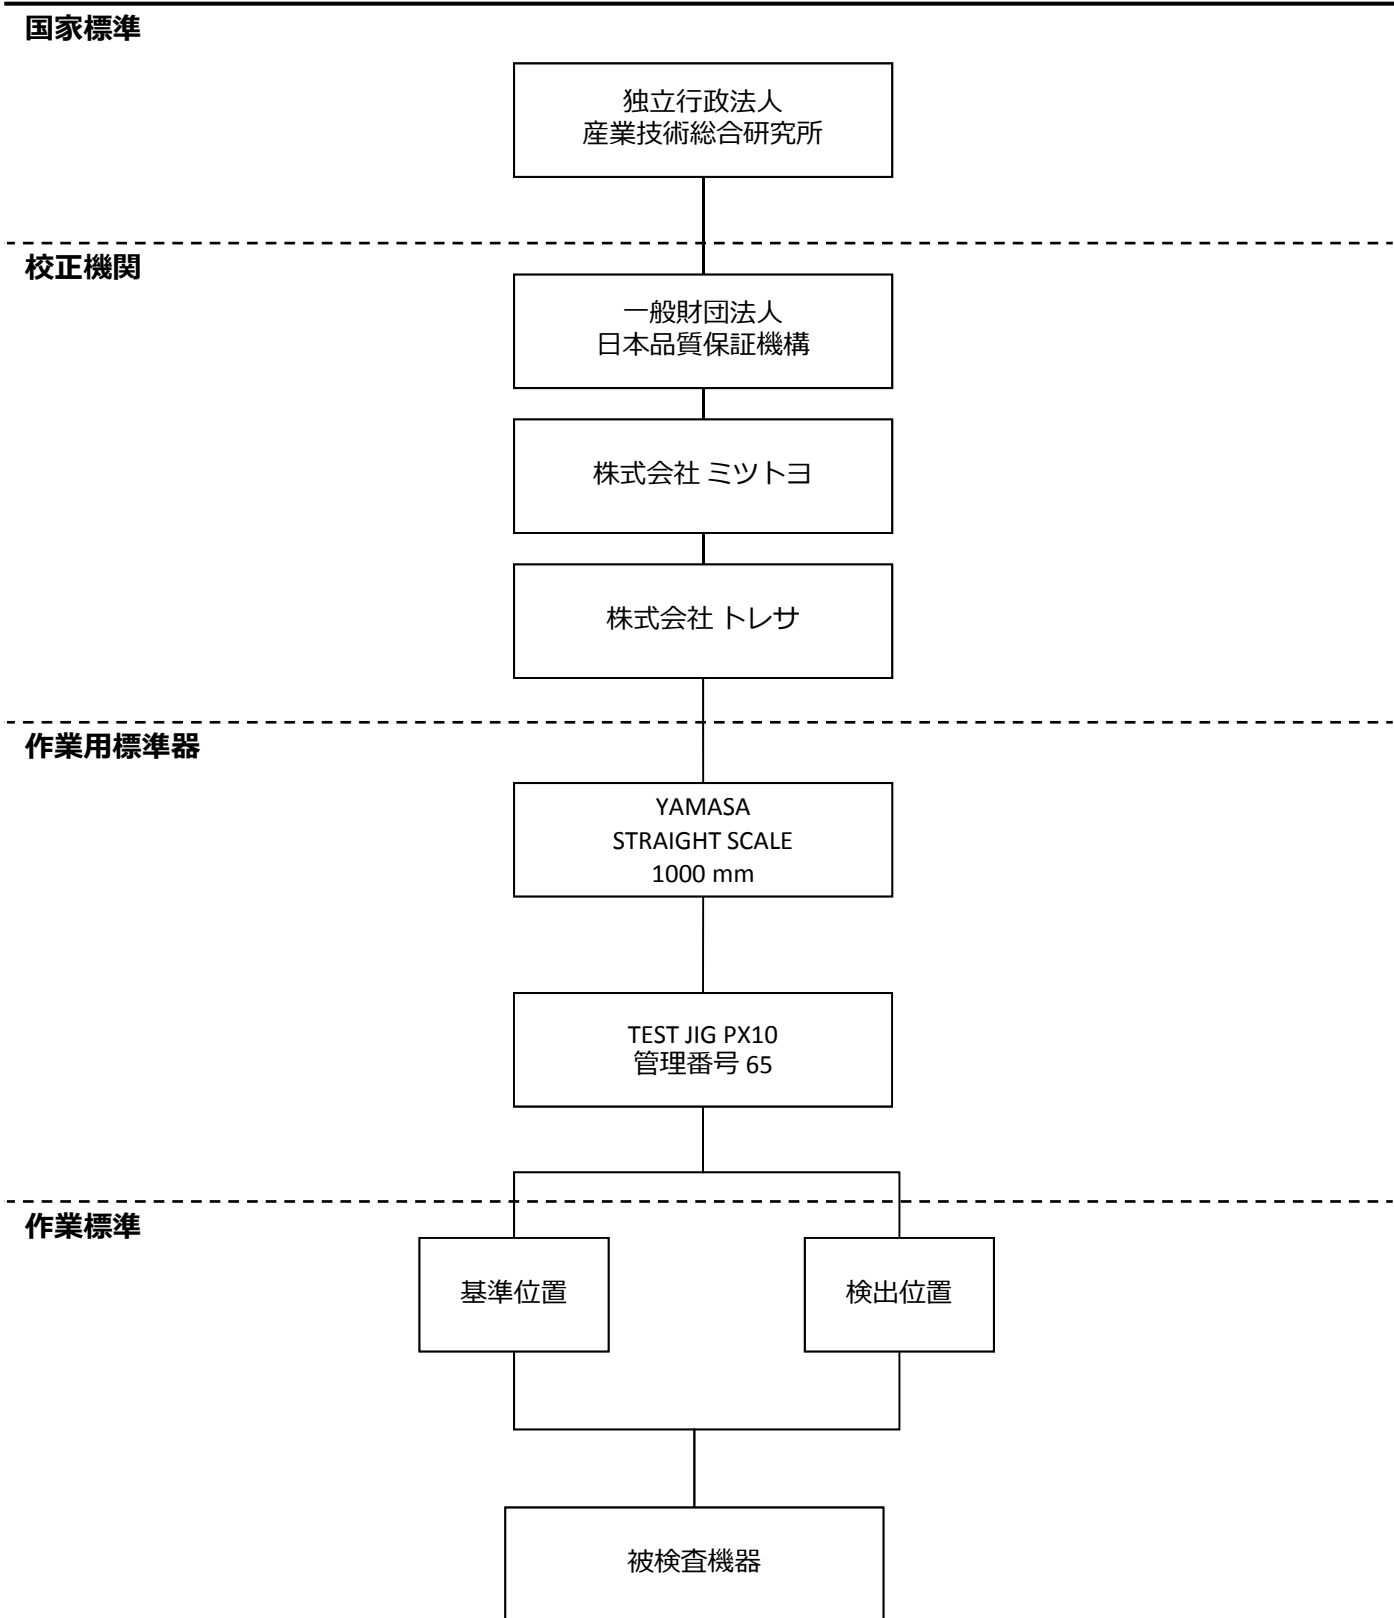 国家標準
独立行政法人
産業技術総合研究所
校正機関
一般財団法人
日本品質保証機構
株式会社 ミツトヨ
株式会社 トレサ
作業用標準器
YAMASA
STRAIGHT SCALE
1000 mm
TEST JIG PX10
管理番号 65
作業標準
基準位置
検出位置
被検査機器